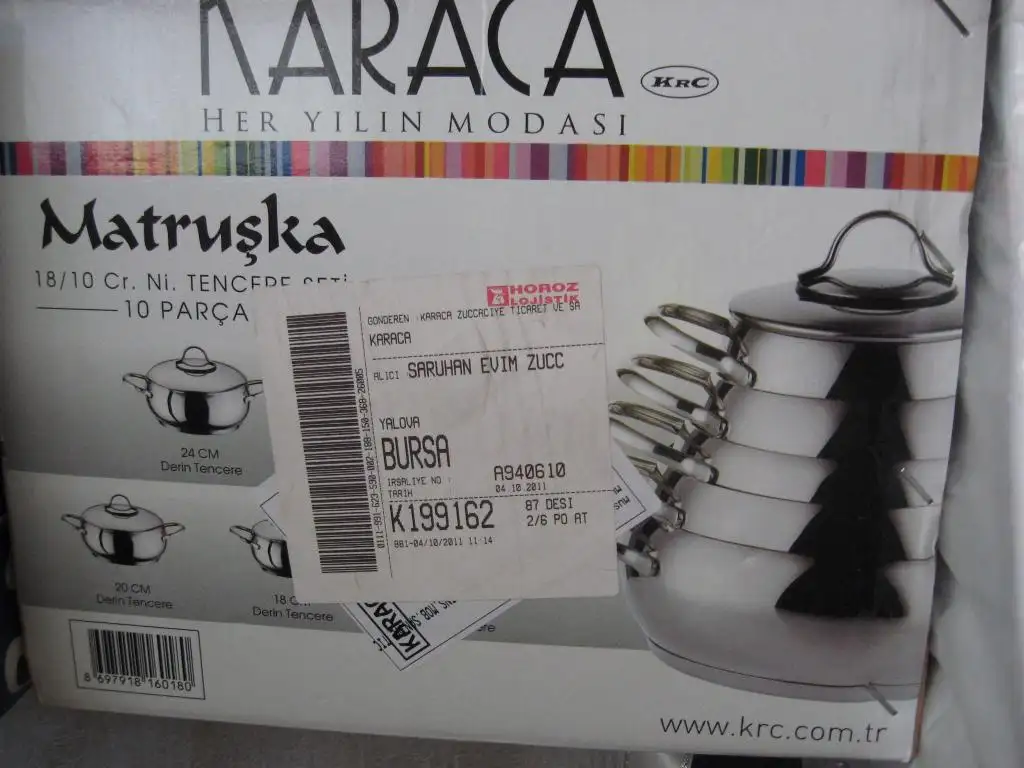 KARACA
KRC
HER YILIN MODASI
Matruşka
18/10 Cr. Ni. TENCERE SETİ
10 PARÇA
24 CM
Derin Tencere
20 CM
Derin Tencere
18 CM
Derin Tencere
HOROZ
LOJİSTİK
GONDEREN :KARACA ZUCCACIYE TICARET VE SA
KARACA
ALICI SARUHAN EVIM ZUCC
YALOVA
BURSA
IRSALIYE NO : A940610
TARIH 04.10.2011
K199162
87 DESI
2/6 PO AT
881-04/10/2011 11:14
KARAC
8 697918 160180
www.krc.com.tr